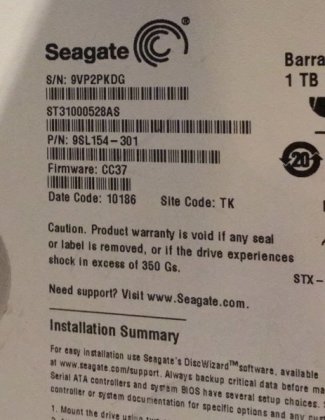 Seagate ®
S/N: 9VP2PKDG
Barra
1 TB
ST31000528AS
P/N: 9SL154-301
20
Firmware: CC37
Date Code: 10186 Site Code: TK
Caution. Product warranty is void if any seal
or label is removed, or if the drive experiences
shock in excess of 350 Gs.
STX-
Need support? Visit www.Seagate.com.
Installation Summary
For easy installation use Seagate's DiscWizard™ software, available
at www.seagate.com/support. Always backup critical data before ma
Serial ATA controllers and system BIOS have several setup choices.
controller or system documentation for specific options and any
1. Mount the drive using